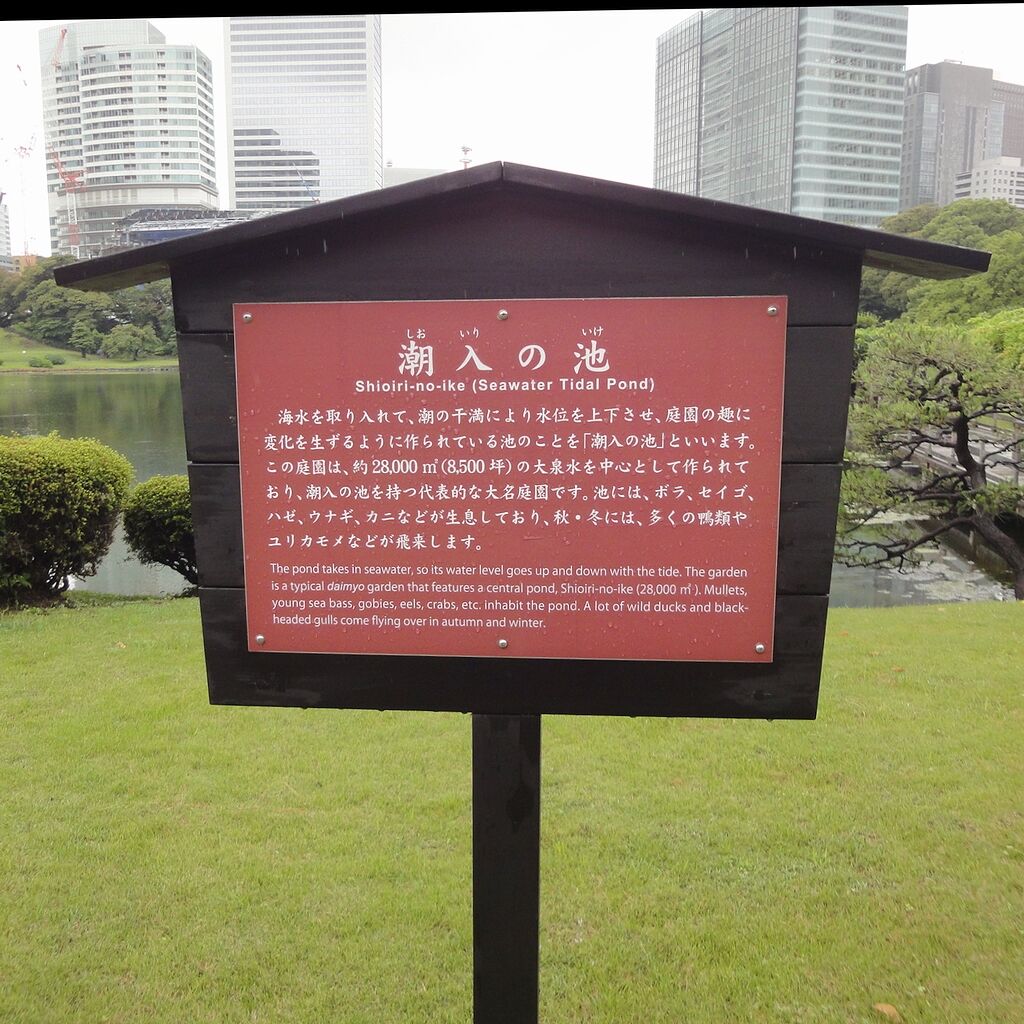 しお いり いけ
潮入の池
Shioiri-no-ike (Seawater Tidal Pond)
海水を取り入れて、潮の干満により水位を上下させ、庭園の趣に
変化を生ずるように作られている池のことを「潮入の池」といいます。
この庭園は、約28,000㎡(8,500坪)の大泉水を中心として作られて
おり、潮入の池を持つ代表的な大名庭園です。池には、ボラ、セイゴ、
ハゼ、ウナギ、カニなどが生息しており、秋・冬には、多くの鴨類や
ユリカモメなどが飛来します。
The pond takes in seawater, so its water level goes up and down with the tide. The garden
is a typical daimyo garden that features a central pond, Shioiri-no-ike (28,000 ㎡). Mullets,
young sea bass, gobies, eels, crabs, etc. inhabit the pond. A lot of wild ducks and black-
headed gulls come flying over in autumn and winter.